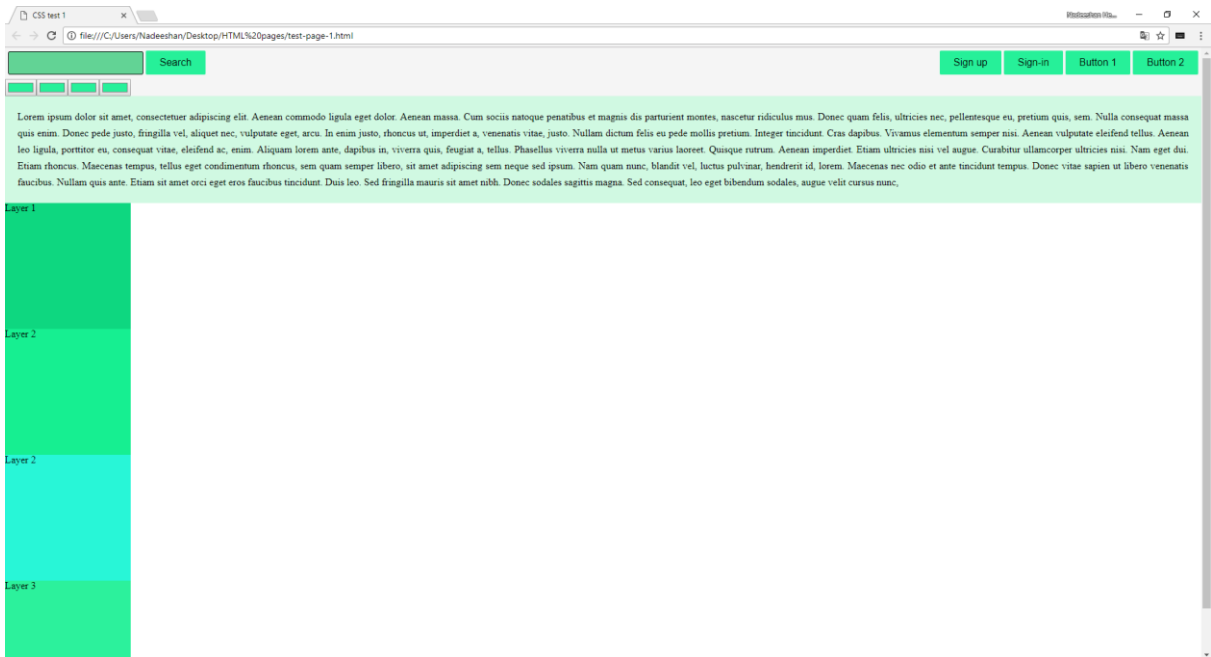 CSS test 1
file:///C:/Users/Nadeeshan/Desktop/HTML%20pages/test-page-1.html
Search
Sign up Sign-in Button 1 Button 2
Lorem ipsum dolor sit amet, consectetuer adipiscing elit. Aenean commodo ligula eget dolor. Aenean massa. Cum sociis natoque penatibus et magnis dis parturient montes, nascetur ridiculus mus. Donec quam felis, ultricies nec, pellentesque eu, pretium quis, sem. Nulla consequat massa
quis enim. Donec pede justo, fringilla vel, aliquet nec, vulputate eget, arcu. In enim justo, rhoncus ut, imperdiet a, venenatis vitae, justo. Nullam dictum felis eu pede mollis pretium. Integer tincidunt. Cras dapibus. Vivamus elementum semper nisi. Aenean vulputate eleifend tellus. Aenean
leo ligula, porttitor eu, consequat vitae, eleifend ac, enim. Aliquam lorem ante, dapibus in, viverra quis, feugiat a, tellus. Phasellus viverra nulla ut metus varius laoreet. Quisque rutrum. Aenean imperdiet. Etiam ultricies nisi vel augue. Curabitur ullamcorper ultricies nisi. Nam eget dui.
Etiam rhoncus. Maecenas tempus, tellus eget condimentum rhoncus, sem quam semper libero, sit amet adipiscing sem neque sed ipsum. Nam quam nunc, blandit vel, luctus pulvinar, hendrerit id, lorem. Maecenas nec odio et ante tincidunt tempus. Donec vitae sapien ut libero venenatis
faucibus. Nullam quis ante. Etiam sit amet orci eget eros faucibus tincidunt. Duis leo. Sed fringilla mauris sit amet nibh. Donec sodales sagittis magna. Sed consequat, leo eget bibendum sodales, augue velit cursus nunc,
Layer 1
Layer 2
Layer 2
Layer 3